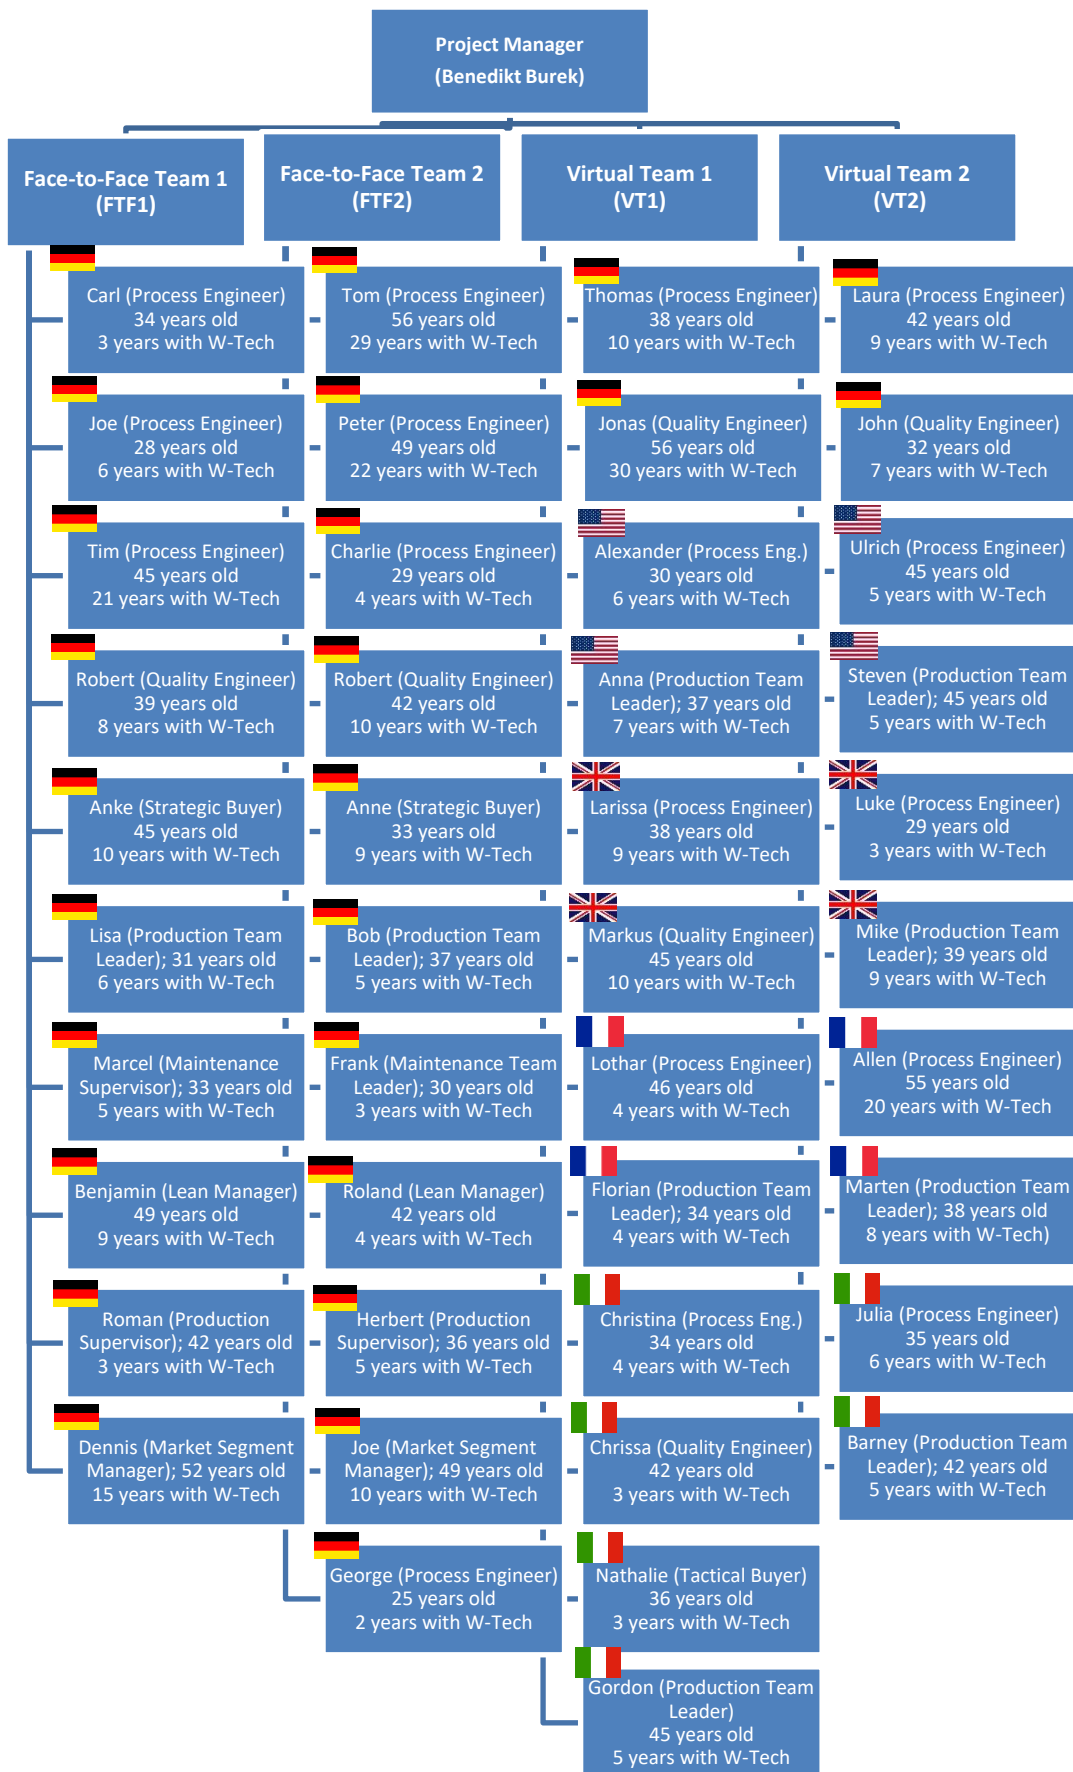 Project Manager
(Benedikt Burek)
Face-to-Face Team 1
(FTF1)
Carl (Process Engineer)
34 years old
3 years with W-Tech
Joe (Process Engineer)
28 years old
6 years with W-Tech
Tim (Process Engineer)
45 years old
21 years with W-Tech
Robert (Quality Engineer)
39 years old
8 years with W-Tech
Anke (Strategic Buyer)
45 years old
10 years with W-Tech
Lisa (Production Team
Leader); 31 years old
6 years with W-Tech
Marcel (Maintenance
Supervisor); 33 years old
5 years with W-Tech
Benjamin (Lean Manager)
49 years old
9 years with W-Tech
Roman (Production
Supervisor); 42 years old
3 years with W-Tech
Dennis (Market Segment
Manager); 52 years old
15 years with W-Tech
Face-to-Face Team 2
(FTF2)
Tom (Process Engineer)
56 years old
29 years with W-Tech
Peter (Process Engineer)
49 years old
22 years with W-Tech
Charlie (Process Engineer)
29 years old
4 years with W-Tech
Robert (Quality Engineer)
42 years old
10 years with W-Tech
Anne (Strategic Buyer)
33 years old
9 years with W-Tech
Bob (Production Team
Leader); 37 years old
5 years with W-Tech
Frank (Maintenance Team
Leader); 30 years old
3 years with W-Tech
Roland (Lean Manager)
42 years old
4 years with W-Tech
Herbert (Production
Supervisor); 36 years old
5 years with W-Tech
Joe (Market Segment
Manager); 49 years old
10 years with W-Tech
George (Process Engineer)
25 years old
2 years with W-Tech
Virtual Team 1
(VT1)
Thomas (Process Engineer)
38 years old
10 years with W-Tech
Jonas (Quality Engineer)
56 years old
30 years with W-Tech
Alexander (Process Eng.)
30 years old
6 years with W-Tech
Anna (Production Team
Leader); 37 years old
7 years with W-Tech
Larissa (Process Engineer)
38 years old
9 years with W-Tech
Markus (Quality Engineer)
45 years old
10 years with W-Tech
Lothar (Process Engineer)
46 years old
4 years with W-Tech
Florian (Production Team
Leader); 34 years old
4 years with W-Tech
Christina (Process Eng.)
34 years old
4 years with W-Tech
Chrissa (Quality Engineer)
42 years old
3 years with W-Tech
Nathalie (Tactical Buyer)
36 years old
3 years with W-Tech
Gordon (Production Team
Leader)
45 years old
5 years with W-Tech
Virtual Team 2
(VT2)
Laura (Process Engineer)
42 years old
9 years with W-Tech
John (Quality Engineer)
32 years old
7 years with W-Tech
Ulrich (Process Engineer)
45 years old
5 years with W-Tech
Steven (Production Team
Leader); 45 years old
5 years with W-Tech
Luke (Process Engineer)
29 years old
3 years with W-Tech
Mike (Production Team
Leader); 39 years old
9 years with W-Tech
Allen (Process Engineer)
55 years old
20 years with W-Tech
Marten (Production Team
Leader); 38 years old
8 years with W-Tech)
Julia (Process Engineer)
35 years old
6 years with W-Tech
Barney (Production Team
Leader); 42 years old
5 years with W-Tech